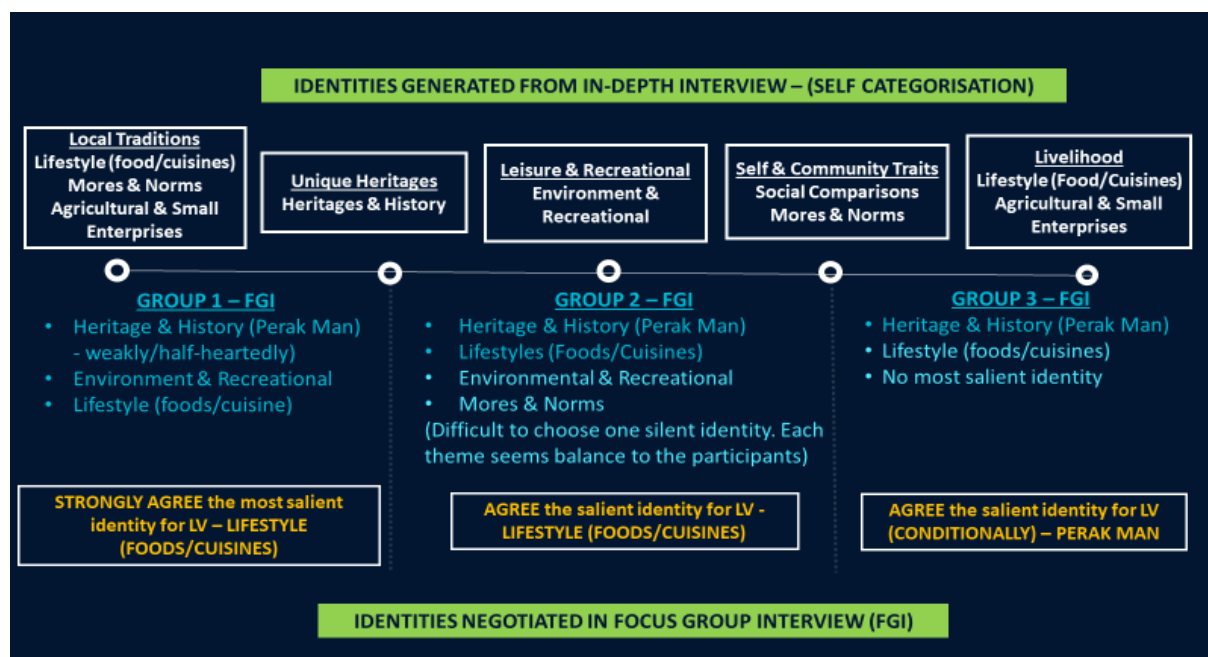 IDENTITIES GENERATED FROM IN-DEPTH INTERVIEW – (SELF CATEGORISATION)
Local Traditions
Lifestyle (food/cuisines)
Mores & Norms
Agricultural & Small
Enterprises
Unique Heritages
Heritages & History
Leisure & Recreational
Environment &
Recreational
Self & Community Traits
Social Comparisons
Mores & Norms
Livelihood
Lifestyle (Food/Cuisines)
Agricultural & Small
Enterprises
GROUP 1 – FGI
• Heritage & History (Perak Man)
- weakly/half-heartedly)
• Environment & Recreational
• Lifestyle (foods/cuisine)
GROUP 2 – FGI
• Heritage & History (Perak Man)
• Lifestyles (Foods/Cuisines)
• Environmental & Recreational
• Mores & Norms
(Difficult to choose one silent identity. Each
theme seems balance to the participants)
GROUP 3 – FGI
• Heritage & History (Perak Man)
• Lifestyle (foods/cuisines)
• No most salient identity
STRONGLY AGREE the most salient
identity for LV – LIFESTYLE
(FOODS/CUISINES)
AGREE the salient identity for LV -
LIFESTYLE (FOODS/CUISINES)
AGREE the salient identity for LV
(CONDITIONALLY) – PERAK MAN
IDENTITIES NEGOTIATED IN FOCUS GROUP INTERVIEW (FGI)